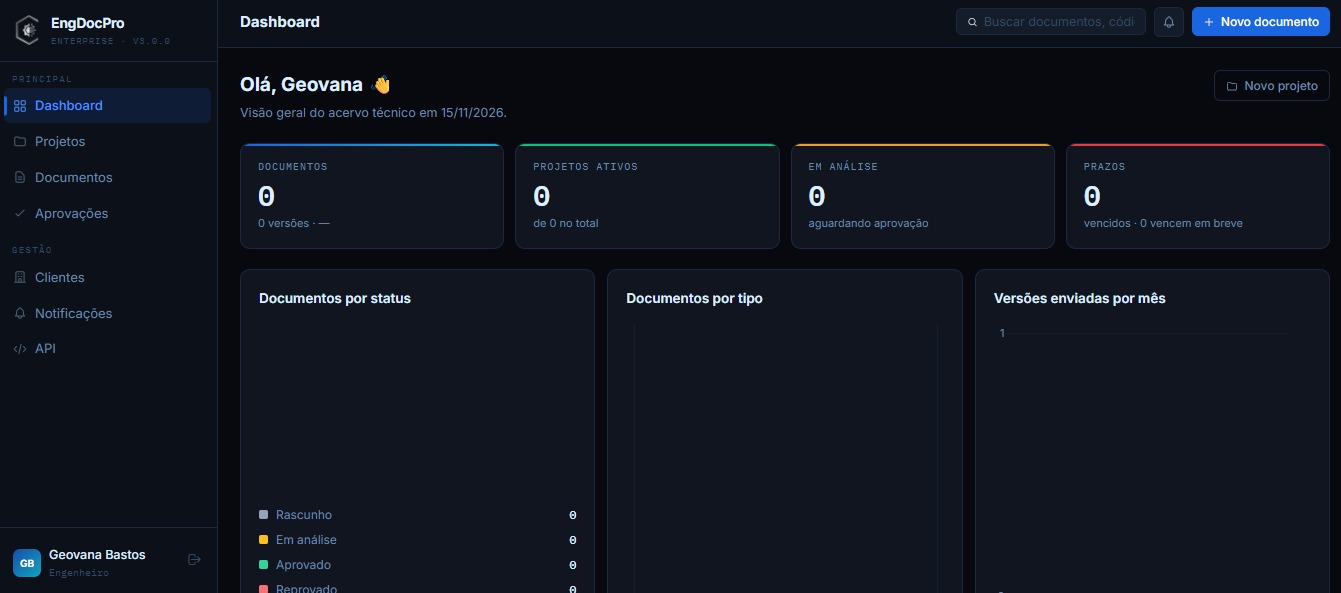 EngDocPro
ENTERPRISE · V3.0.0
PRINCIPAL
Dashboard
Projetos
Documentos
Aprovações
GESTÃO
Clientes
Notificações
API
GB
Geovana Bastos
Engenheiro
Dashboard
Buscar documentos, códi
Novo documento
Olá, Geovana 👋
Visão geral do acervo técnico em 15/11/2026.
Novo projeto
DOCUMENTOS
0
0 versões · —
PROJETOS ATIVOS
0
de 0 no total
EM ANÁLISE
0
aguardando aprovação
PRAZOS
0
vencidos · 0 vencem em breve
Documentos por status
Rascunho 0
Em análise 0
Aprovado 0
Reprovado 0
Documentos por tipo
Versões enviadas por mês
1